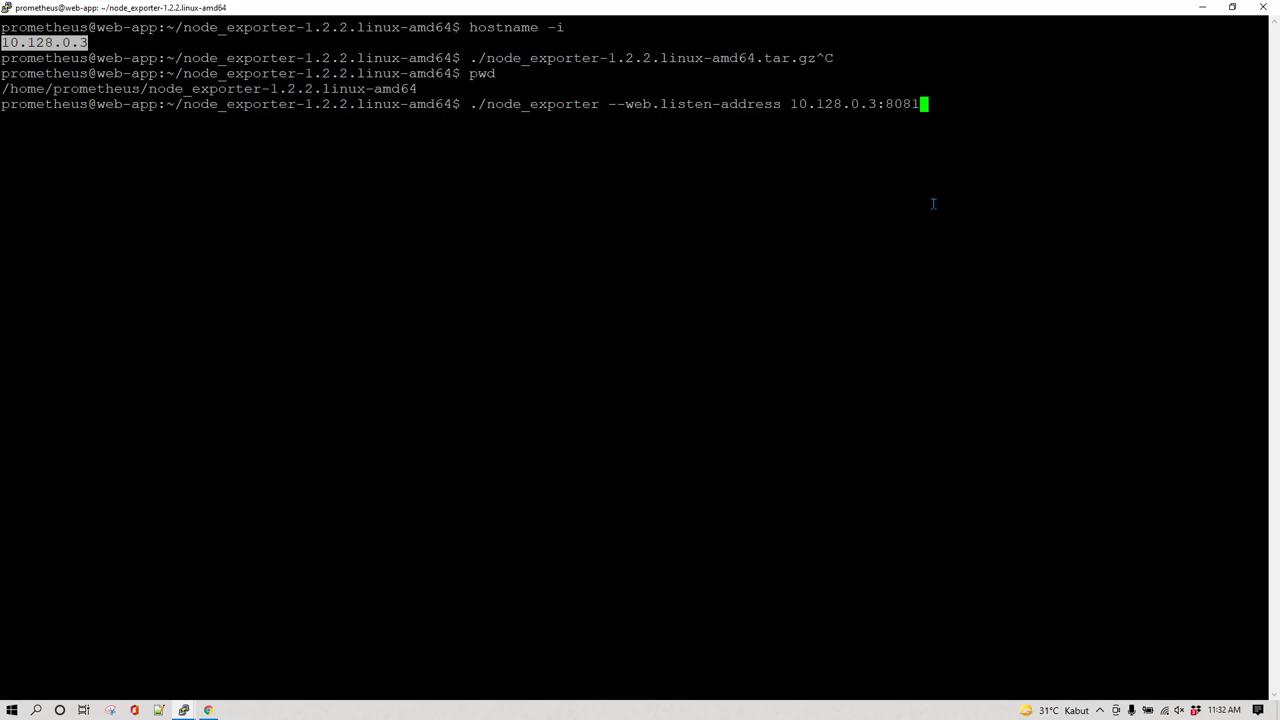 prometheus@web-app: ~/node_exporter-1.2.2.linux-amd64
prometheus@web-app:~/node_exporter-1.2.2.linux-amd64$ hostname -i
10.128.0.3
prometheus@web-app:~/node_exporter-1.2.2.linux-amd64$ ./node_exporter-1.2.2.linux-amd64.tar.gz^C
prometheus@web-app:~/node_exporter-1.2.2.linux-amd64$ pwd
/home/prometheus/node_exporter-1.2.2.linux-amd64
prometheus@web-app:~/node_exporter-1.2.2.linux-amd64$ ./node_exporter --web.listen-address 10.128.0.3:8081
31°C Kabut 11:32 AM